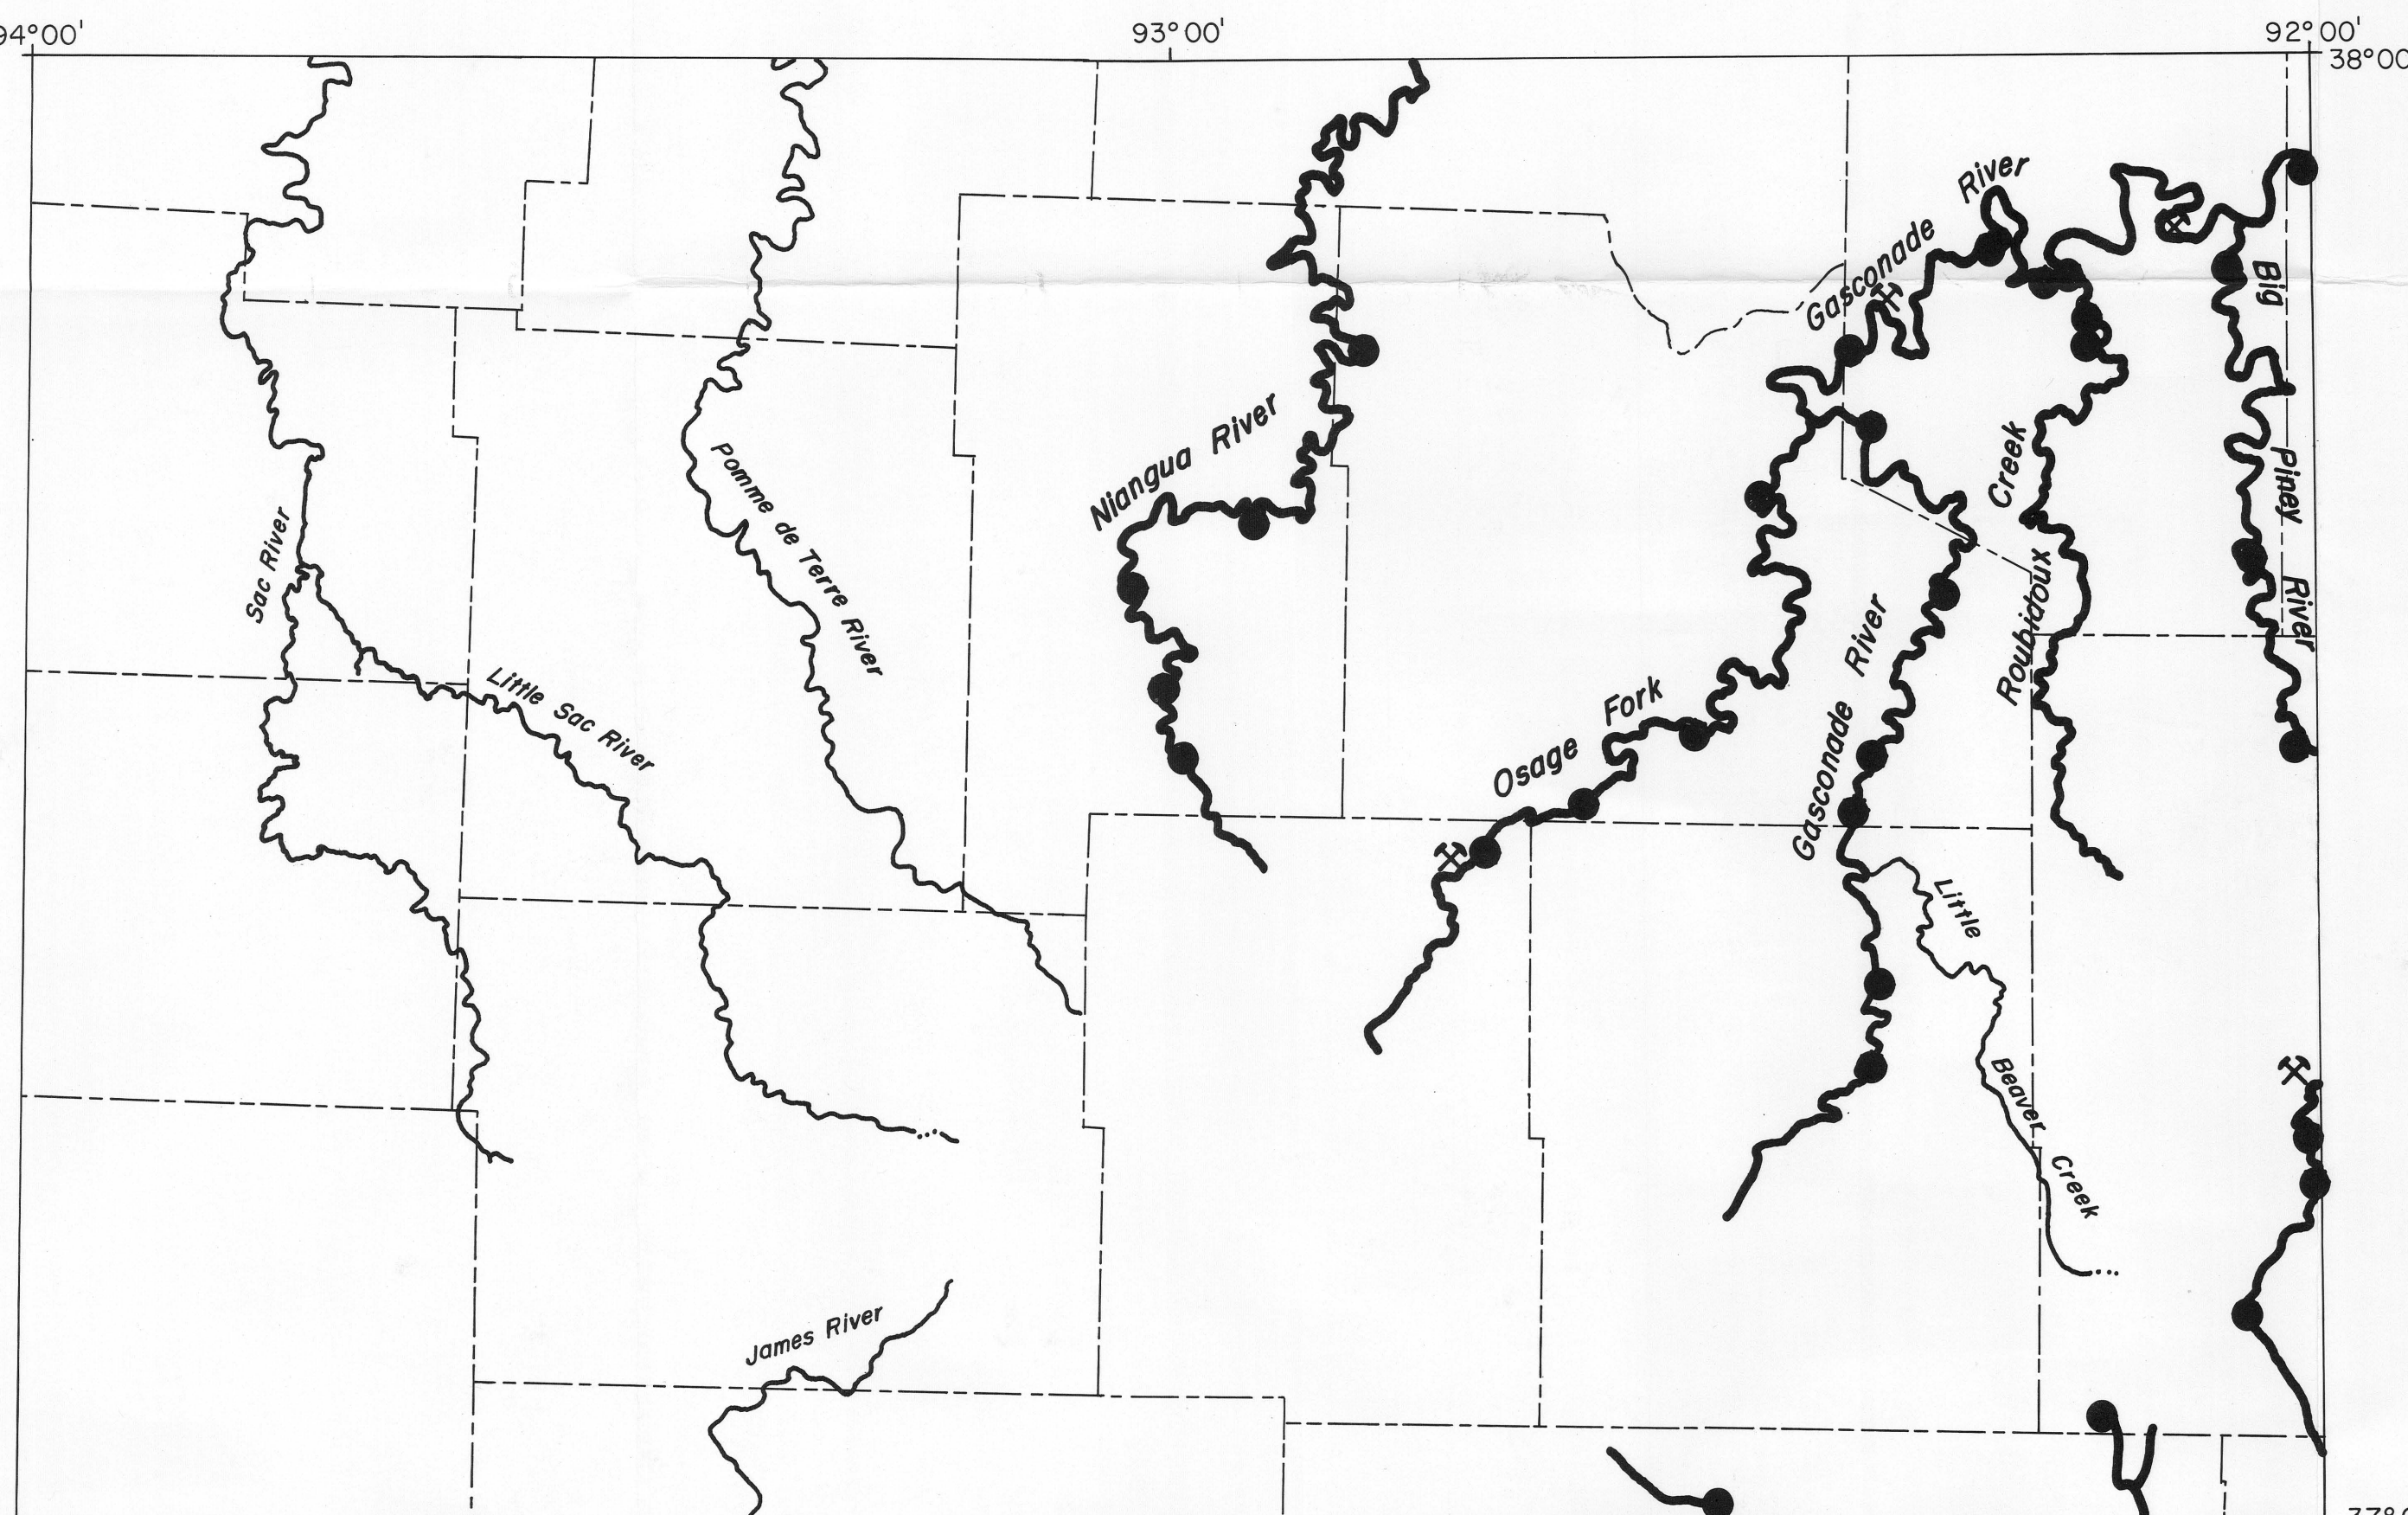 94°00'
93°00'
92°00'
38°00
Gasconade River
Big Piney River
Niangua River
Pomme de Terre River
Creek
Roubidoux
Sac River
Little Sac River
Osage Fork
Gasconade River
Little Beaver Creek
James River